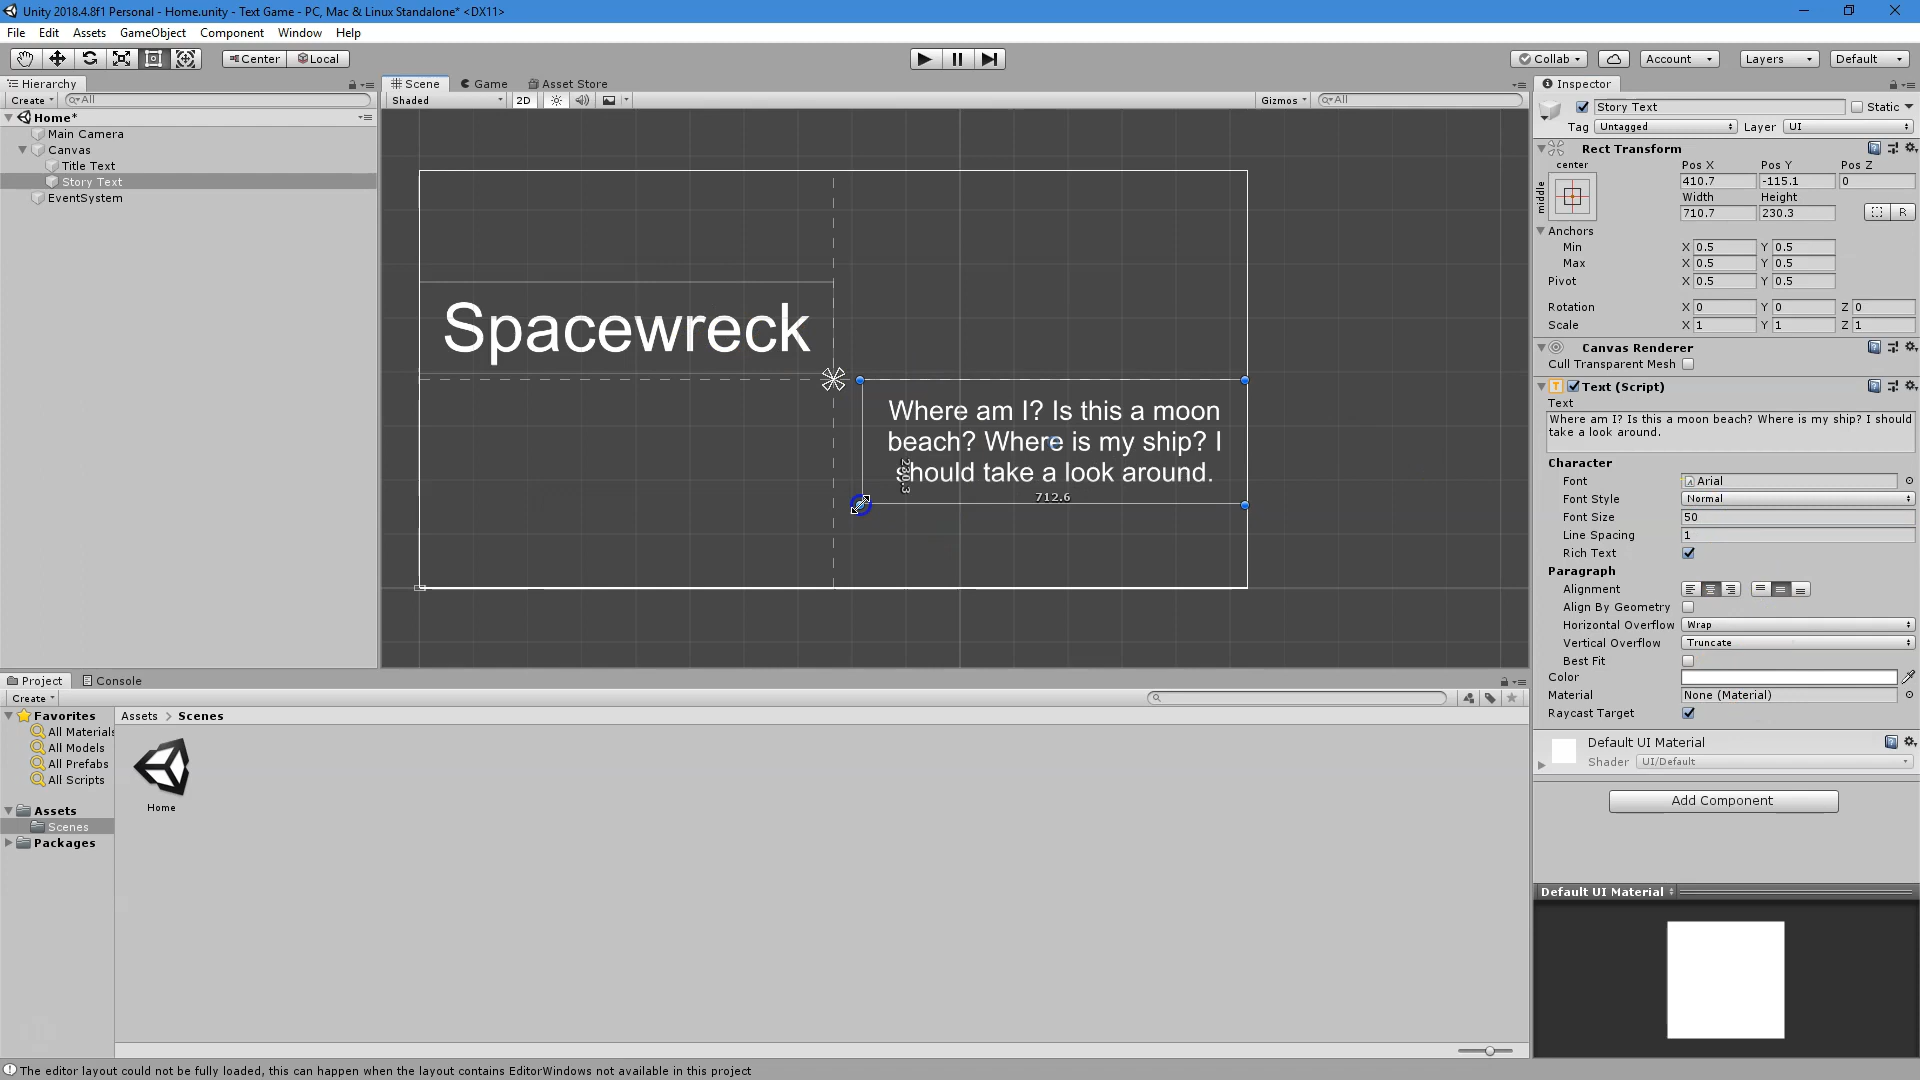 Unity 2018.4.8f1 Personal - Home.unity - Text Game - PC, Mac & Linux Standalone* <DX11>
File Edit Assets GameObject Component Window Help
Center Local Collab Account Layers Default
Hierarchy
Create All
Home*
Main Camera
Canvas
Title Text
Story Text
EventSystem
Scene Game Asset Store
Shaded 2D Gizmos All
Spacewreck
Where am I? Is this a moon
beach? Where is my ship? I
should take a look around.
230.3
712.6
Inspector
Story Text Static
Tag Untagged Layer UI
Rect Transform
center
middle
Pos X Pos Y Pos Z
410.7 -115.1 0
Width Height
710.7 230.3
R
Anchors
Min X 0.5 Y 0.5
Max X 0.5 Y 0.5
Pivot X 0.5 Y 0.5
Rotation X 0 Y 0 Z 0
Scale X 1 Y 1 Z 1
Canvas Renderer
Cull Transparent Mesh
Text (Script)
Text
Where am I? Is this a moon beach? Where is my ship? I should
take a look around.
Character
Font Arial
Font Style Normal
Font Size 50
Line Spacing 1
Rich Text
Paragraph
Alignment
Align By Geometry
Horizontal Overflow Wrap
Vertical Overflow Truncate
Best Fit
Color
Material None (Material)
Raycast Target
Default UI Material
Shader UI/Default
Add Component
Default UI Material
Project Console
Create
Favorites
All Materials
All Models
All Prefabs
All Scripts
Assets
Scenes
Packages
Assets > Scenes
Home
The editor layout could not be fully loaded, this can happen when the layout contains EditorWindows not available in this project